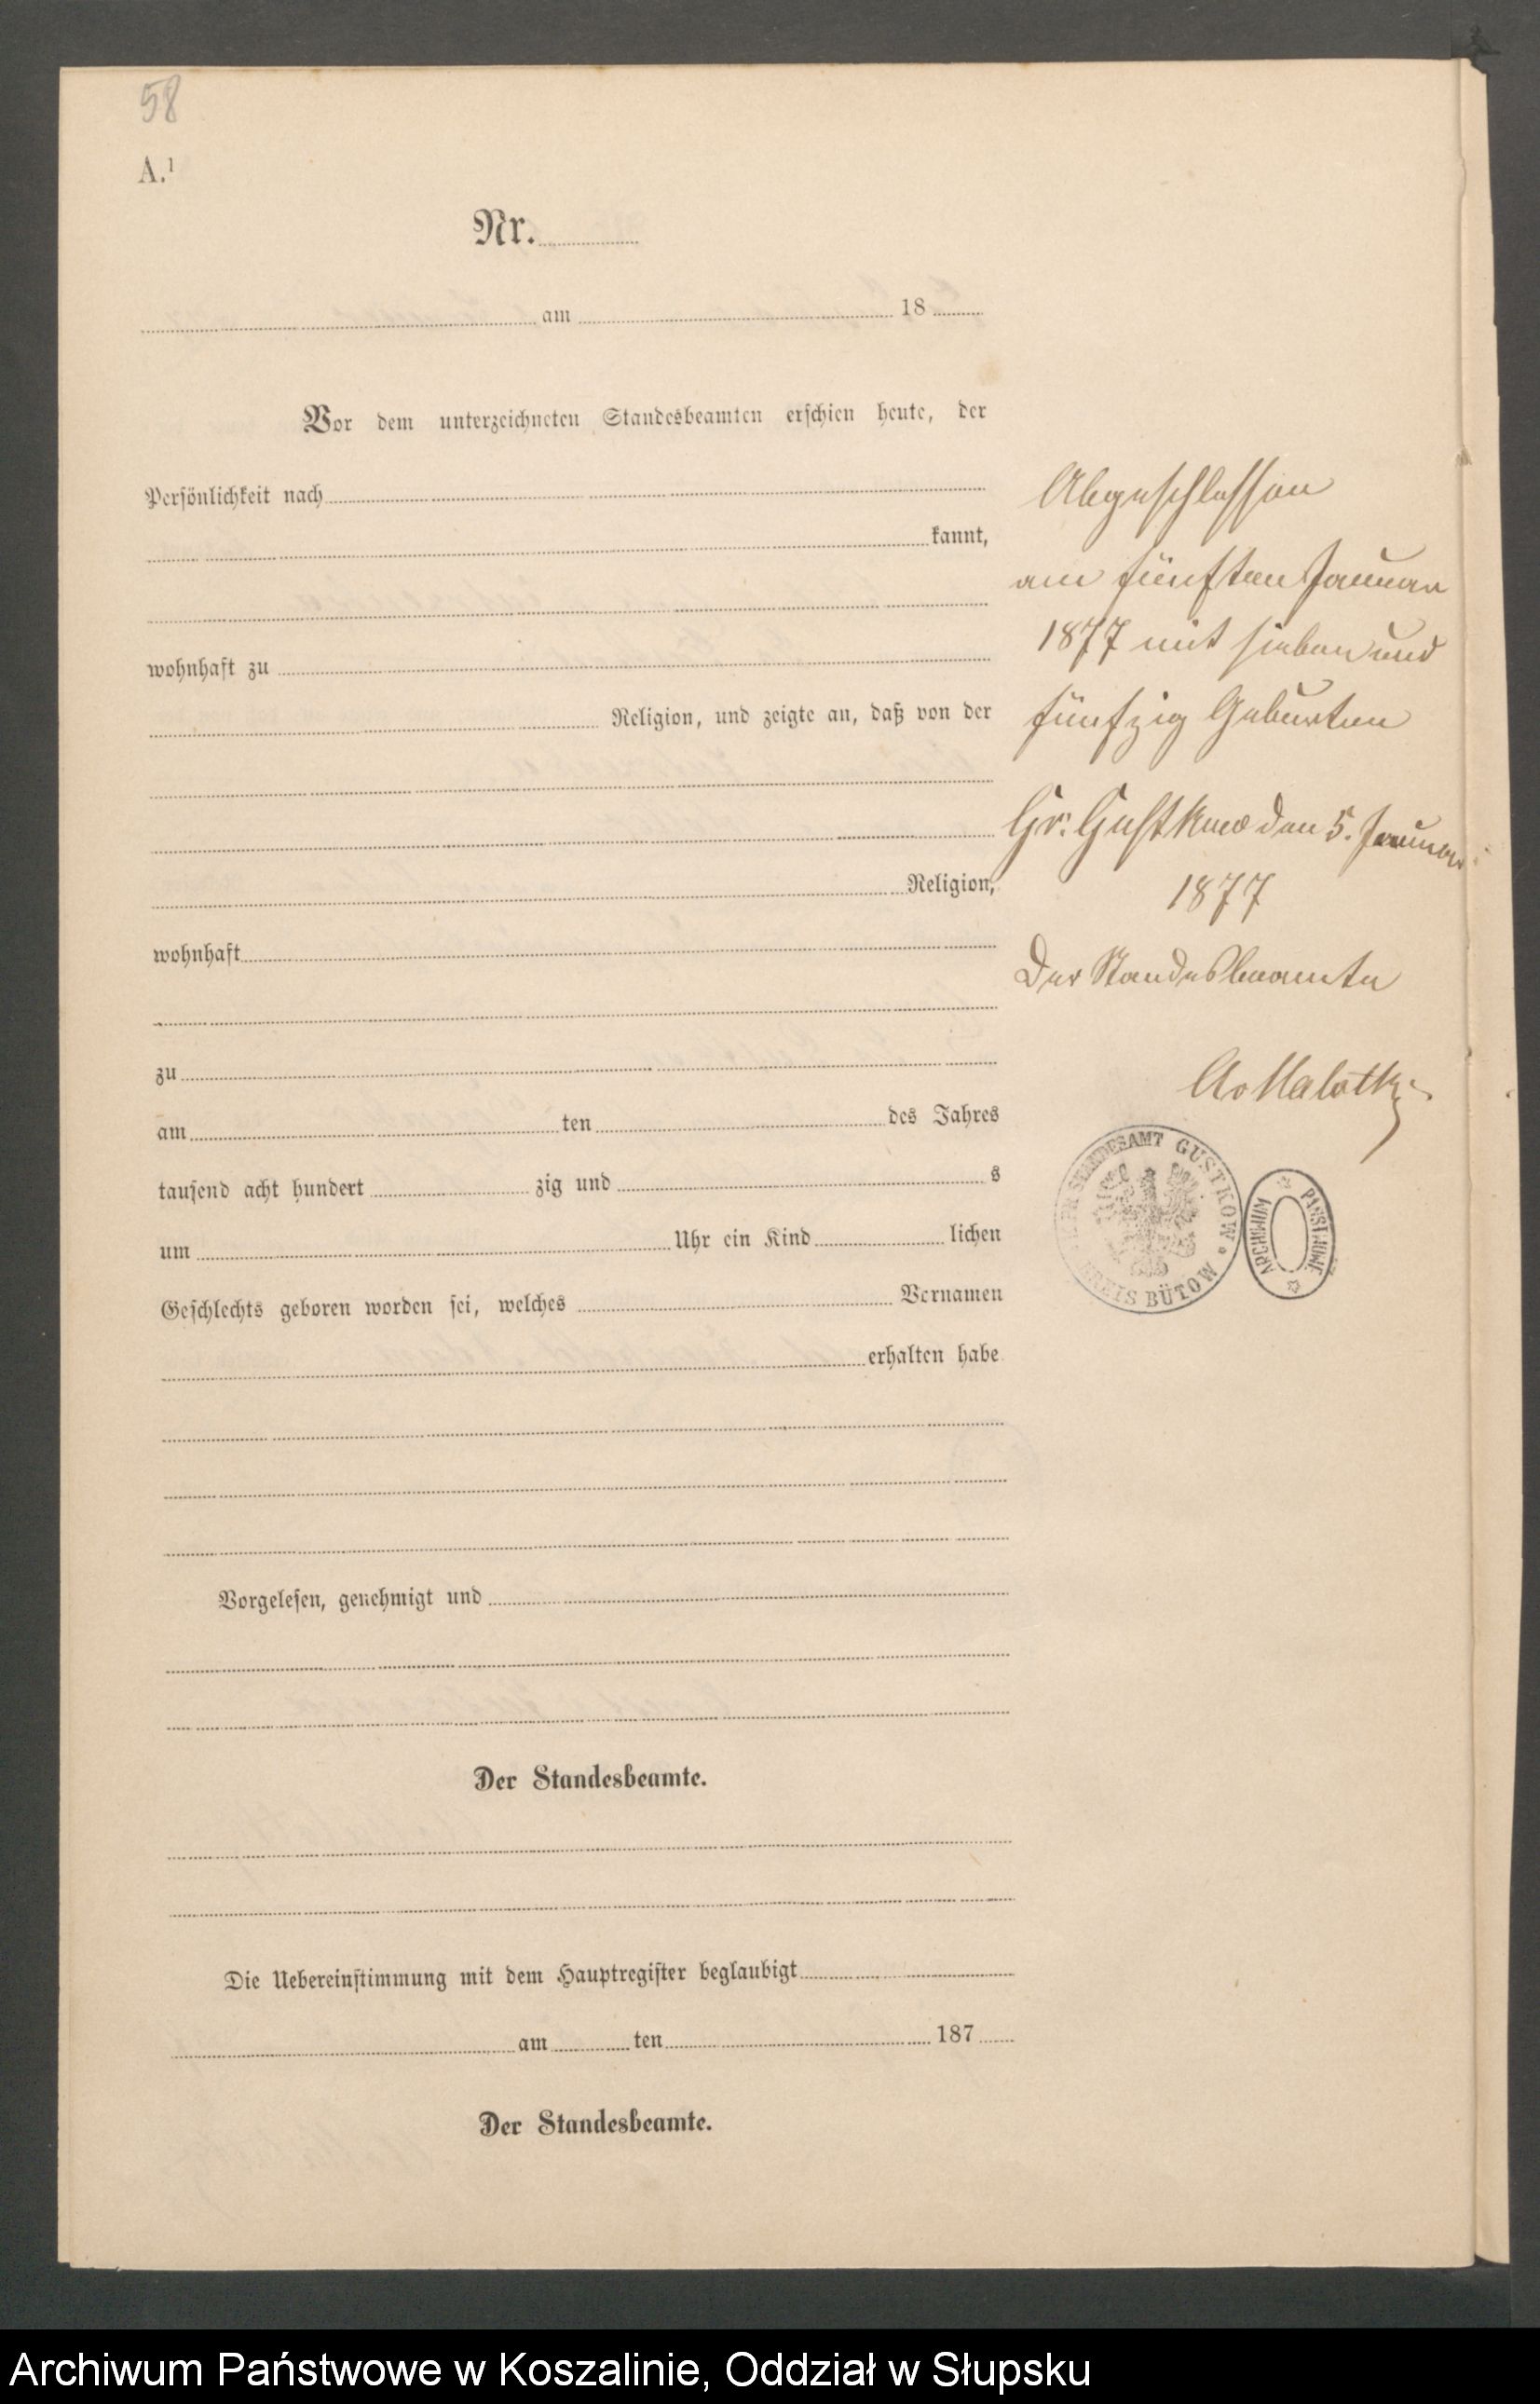 58
A.¹
Nr.
am 18
Vor dem unterzeichneten Standesbeamten erschien heute, der
Persönlichkeit nach
kannt,
wohnhaft zu
Religion, und zeigte an, daß von der
Religion,
wohnhaft
zu
am ten des Jahres
tausend acht hundert zig und s
um Uhr ein Kind lichen
Geschlechts geboren worden sei, welches Vornamen
erhalten habe
Vorgelesen, genehmigt und
Der Standesbeamte.
Die Uebereinstimmung mit dem Hauptregister beglaubigt
am ten 187
Der Standesbeamte.
Abgeschlossen
am fünften Januar
1877 mit sieben und
fünfzig Geburten
Gr. Gustkow den 5. Januar
1877
Der Standesbeamte
Malottki
STANDESAMT GUSTKOW
KREIS BÜTOW
ARCHIWUM PAŃSTWOWE
Archiwum Państwowe w Koszalinie, Oddział w Słupsku